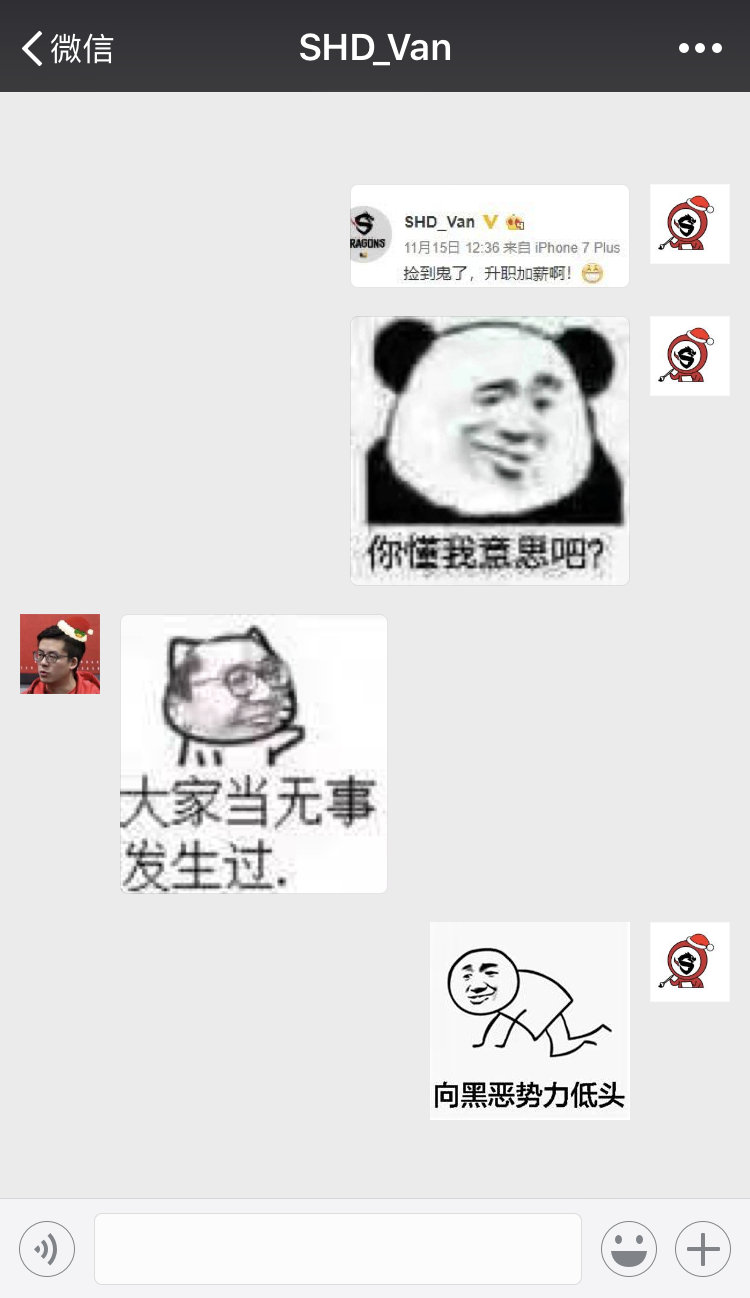 微信
SHD_Van
SHD_Van
11月15日 12:36 来自 iPhone 7 Plus
捡到鬼了，升职加薪啊！
RAGONS
你懂我意思吧?
大家当无事
发生过.
向黑恶势力低头